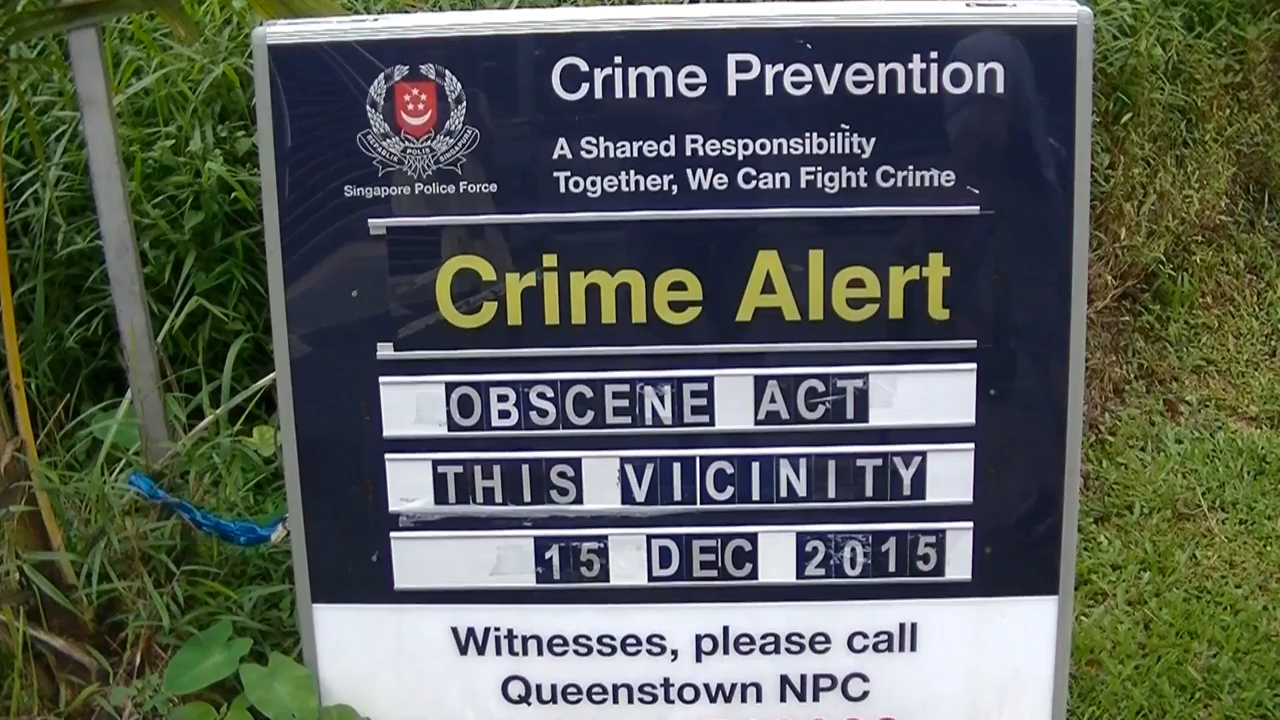 Crime Prevention
A Shared Responsibility
Together, We Can Fight Crime
REPABLIK POLIS SINGAPURA
Singapore Police Force
Crime Alert
OBSCENE ACT
THIS VICINITY
15 DEC 2015
Witnesses, please call
Queenstown NPC